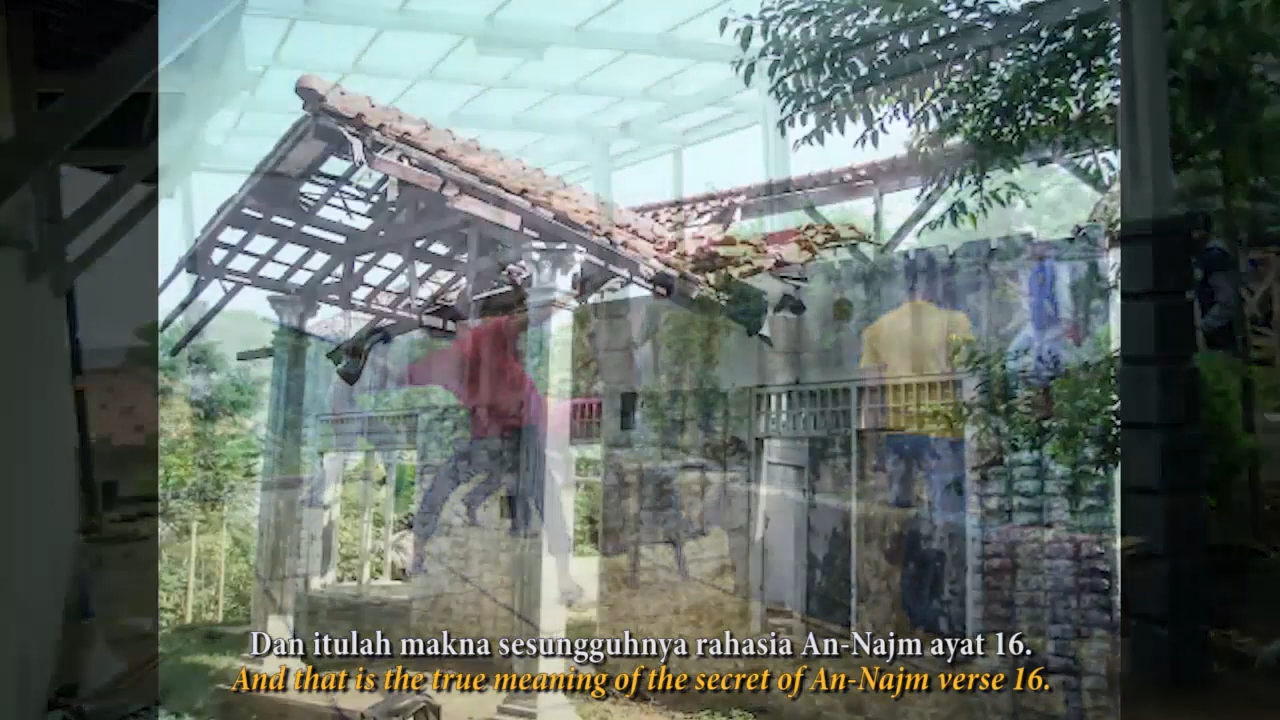 Dan itulah makna sesungguhnya rahasia An-Najm ayat 16.
And that is the true meaning of the secret of An-Najm verse 16.